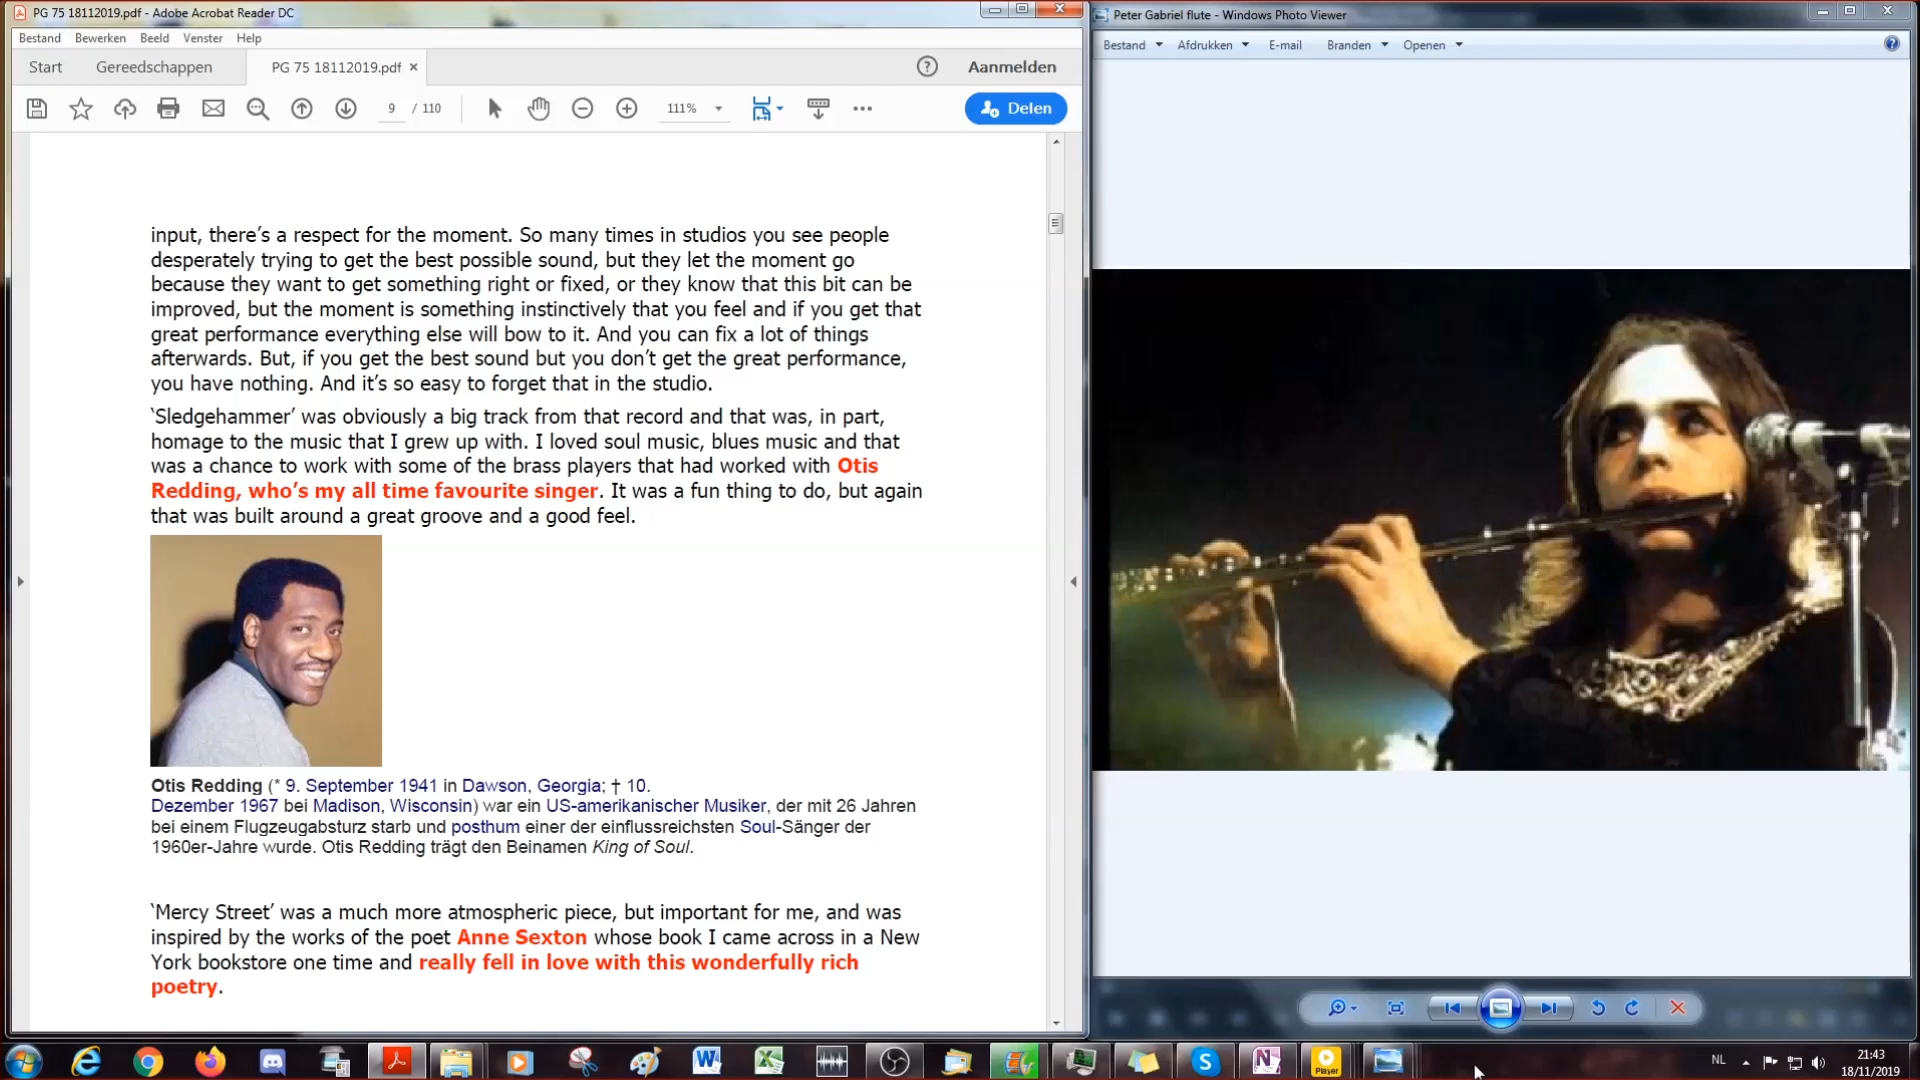 PG 75 18112019.pdf - Adobe Acrobat Reader DC
Bestand Bewerken Beeld Venster Help
Start Gereedschappen PG 75 18112019.pdf × Aanmelden
9 / 110 111% Delen
input, there's a respect for the moment. So many times in studios you see people
desperately trying to get the best possible sound, but they let the moment go
because they want to get something right or fixed, or they know that this bit can be
improved, but the moment is something instinctively that you feel and if you get that
great performance everything else will bow to it. And you can fix a lot of things
afterwards. But, if you get the best sound but you don't get the great performance,
you have nothing. And it's so easy to forget that in the studio.
‘Sledgehammer’ was obviously a big track from that record and that was, in part,
homage to the music that I grew up with. I loved soul music, blues music and that
was a chance to work with some of the brass players that had worked with Otis
Redding, who's my all time favourite singer. It was a fun thing to do, but again
that was built around a great groove and a good feel.
Otis Redding (* 9. September 1941 in Dawson, Georgia; † 10.
Dezember 1967 bei Madison, Wisconsin) war ein US-amerikanischer Musiker, der mit 26 Jahren
bei einem Flugzeugabsturz starb und posthum einer der einflussreichsten Soul-Sänger der
1960er-Jahre wurde. Otis Redding trägt den Beinamen King of Soul.
‘Mercy Street’ was a much more atmospheric piece, but important for me, and was
inspired by the works of the poet Anne Sexton whose book I came across in a New
York bookstore one time and really fell in love with this wonderfully rich
poetry.
Peter Gabriel flute - Windows Photo Viewer
Bestand Afdrukken E-mail Branden Openen
Player
NL
21:43
18/11/2019